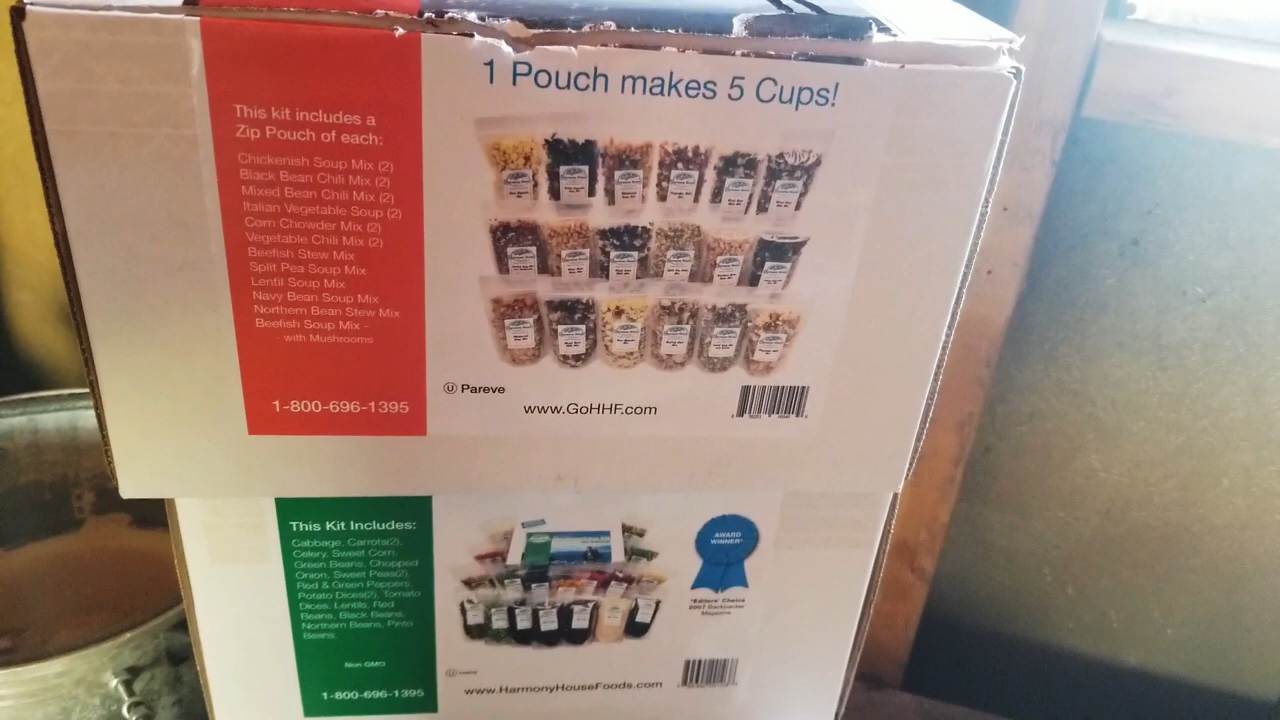 1 Pouch makes 5 Cups!
This kit includes a
Zip Pouch of each:
Chickenish Soup Mix (2)
Black Bean Chili Mix (2)
Mixed Bean Chili Mix (2)
Italian Vegetable Soup (2)
Corn Chowder Mix (2)
Vegetable Chili Mix (2)
Beefish Stew Mix
Split Pea Soup Mix
Lentil Soup Mix
Navy Bean Soup Mix
Northern Bean Stew Mix
Beefish Soup Mix -
- with Mushrooms
1-800-696-1395
U Pareve
www.GoHHF.com
This Kit Includes:
Cabbage, Carrots(2),
Celery, Sweet Corn,
Green Beans, Chopped
Onion, Sweet Peas(2),
Red & Green Peppers,
Potato Dices(2), Tomato
Dices, Lentils, Red
Beans, Black Beans,
Northern Beans, Pinto
Beans.
Non GMO
1-800-696-1395
AWARD
WINNER*
*Editors' Choice
2007 Backpacker
Magazine
U Pareve
www.HarmonyHouseFoods.com